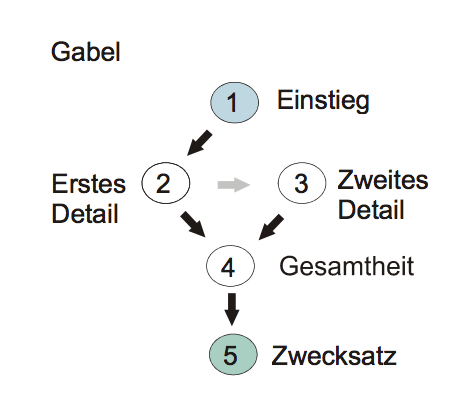 Gabel
1 Einstieg
Erstes
Detail
2
3
Zweites
Detail
4 Gesamtheit
5 Zwecksatz